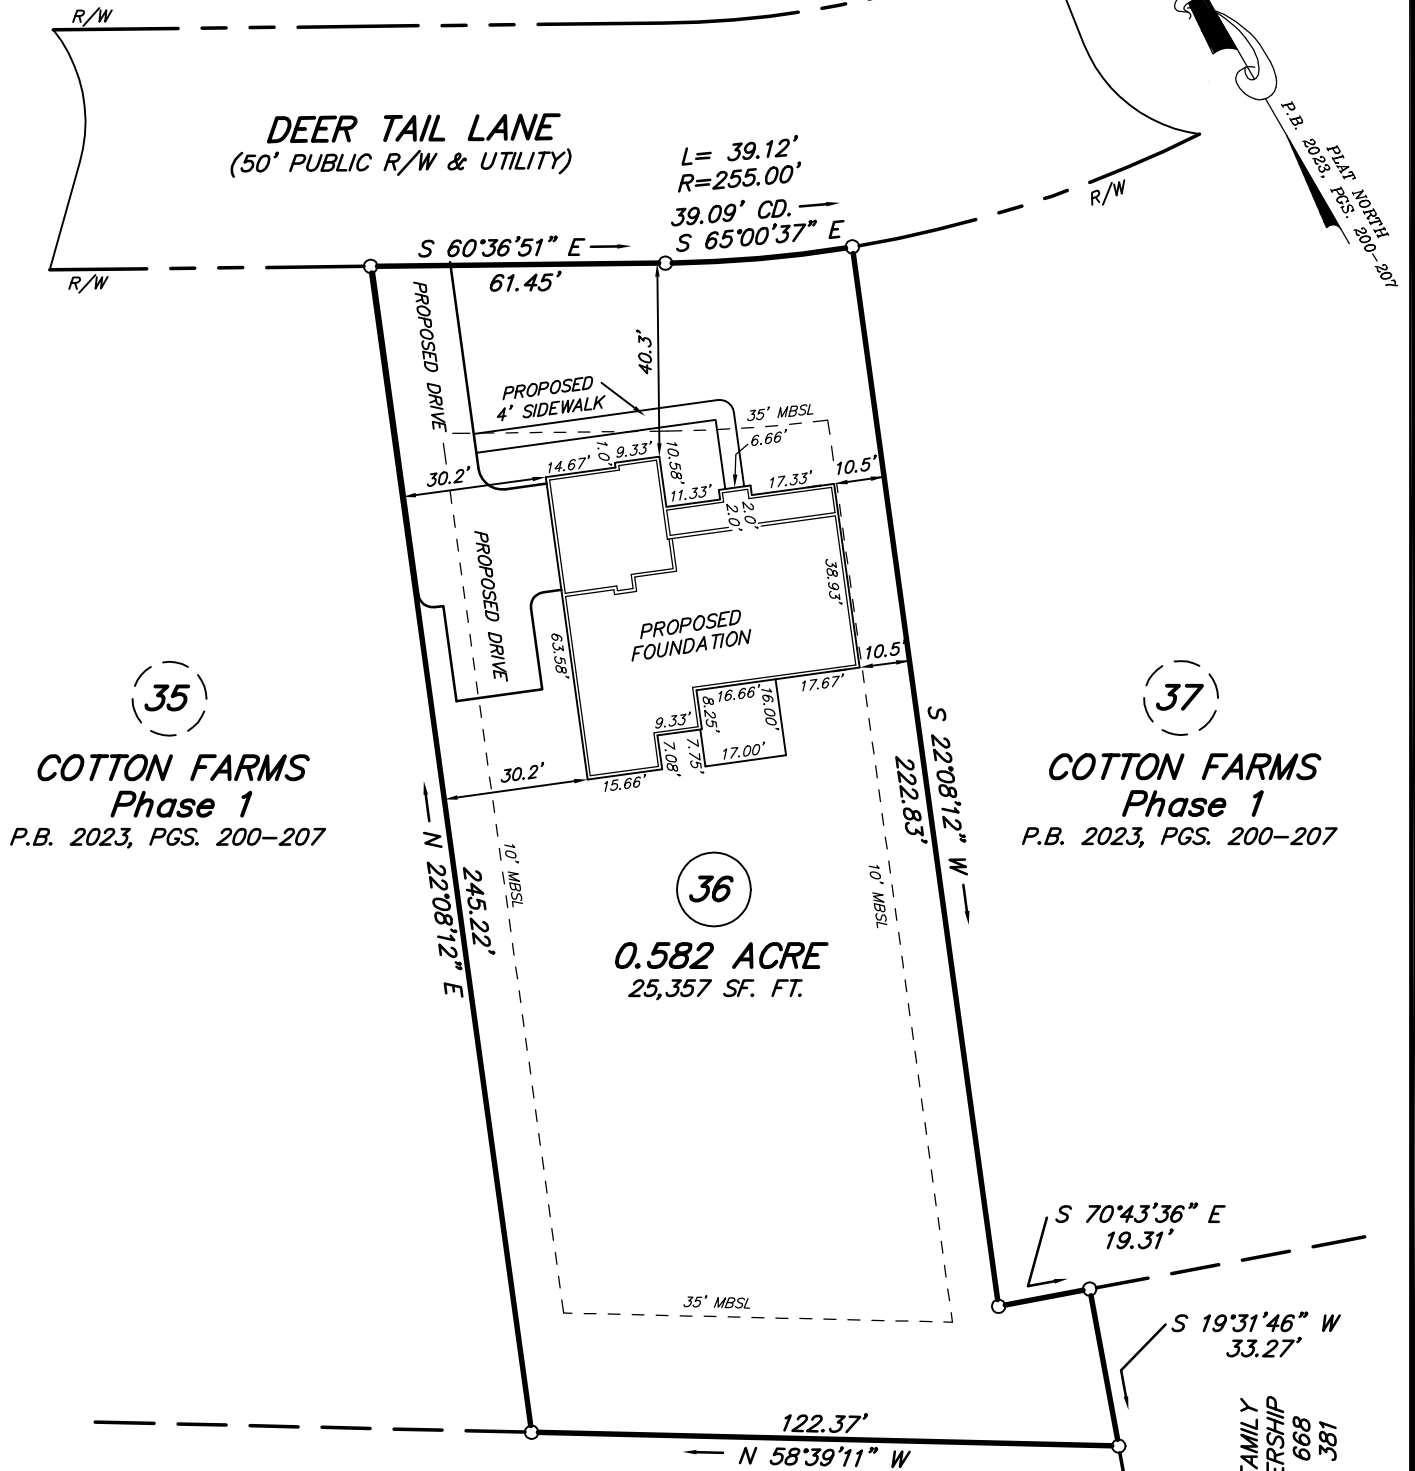 R/W
DEER TAIL LANE
(50' PUBLIC R/W & UTILITY)
L= 39.12'
R=255.00'
39.09' CD.
S 65°00'37" E
S 60°36'51" E
61.45'
R/W
R/W
PLAT NORTH
P.B. 2023, PGS. 200-207
PROPOSED DRIVE
40.3'
PROPOSED
4' SIDEWALK
35' MBSL
6.66'
30.2'
14.67'
1.0'
9.33'
10.58'
11.33'
2.0'
2.0'
17.33'
10.5'
PROPOSED DRIVE
38.93'
PROPOSED
FOUNDATION
63.58'
10.5'
17.67'
16.66'
16.00'
8.25'
9.33'
7.08'
7.75'
17.00'
15.66'
30.2'
35
COTTON FARMS
Phase 1
P.B. 2023, PGS. 200-207
37
COTTON FARMS
Phase 1
P.B. 2023, PGS. 200-207
S 22°08'12" W
222.83'
N 22°08'12" E
245.22'
10' MBSL
10' MBSL
36
0.582 ACRE
25,357 SF. FT.
S 70°43'36" E
19.31'
35' MBSL
S 19°31'46" W
33.27'
122.37'
N 58°39'11" W
FAMILY
ERSHIP
668
381